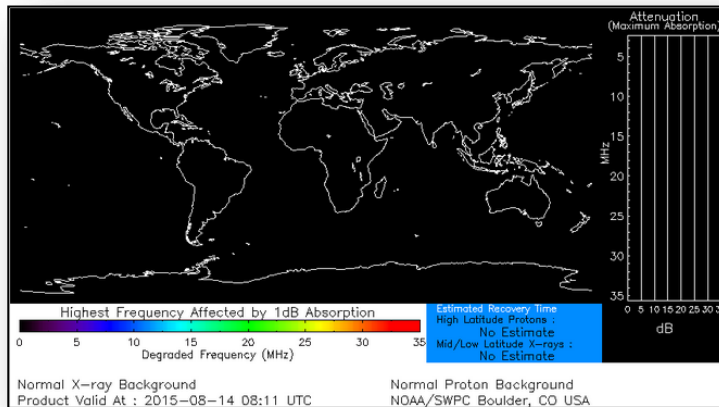 Attenuation
(Maximum Absorption)
5
10
15
20
25
30
35
MHz
0 5 10 15 20 25 30 35
dB
Highest Frequency Affected by 1dB Absorption
0 5 10 15 20 25 30 35
Degraded Frequency (MHz)
Estimated Recovery Time
High Latitude Protons :
No Estimate
Mid/Low Latitude X-rays :
No Estimate
Normal X-ray Background
Normal Proton Background
Product Valid At : 2015-08-14 08:11 UTC
NOAA/SWPC Boulder, CO USA